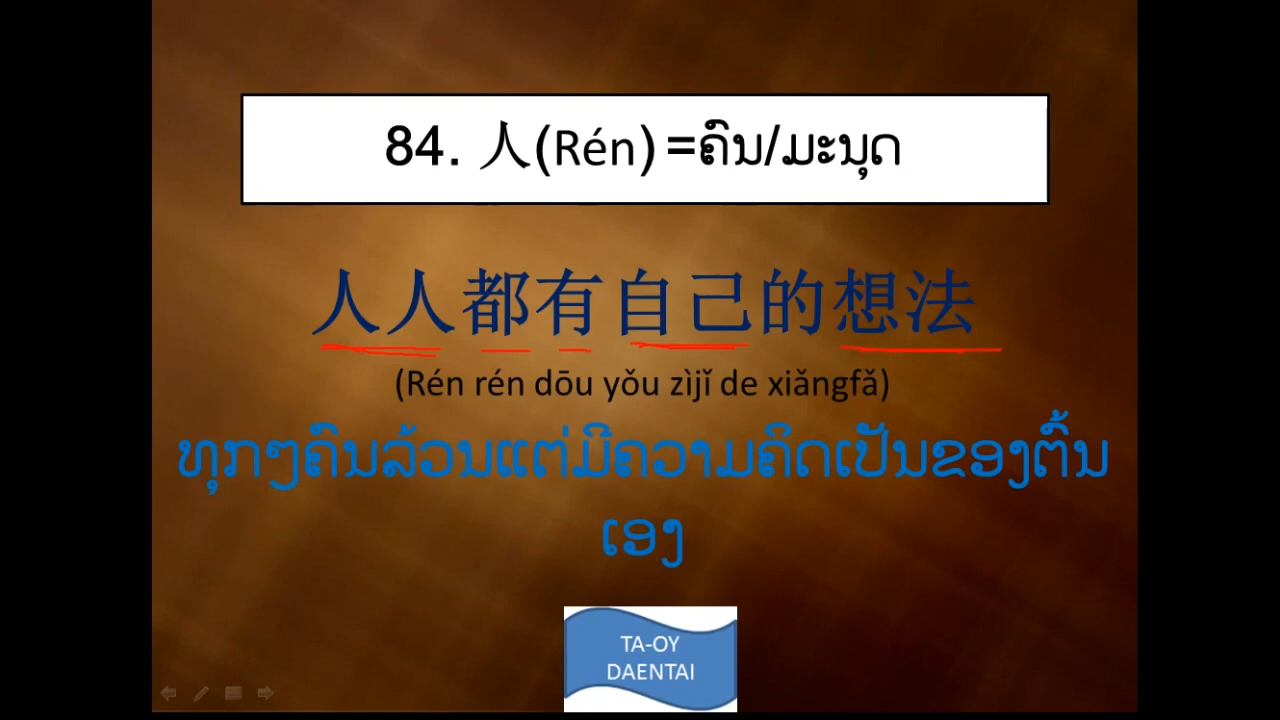 84. 人(Rén) =ຄົນ/ມະນຸດ
人人都有自己的想法
(Rén rén dōu yǒu zìjǐ de xiǎngfǎ)
ທຸກໆຄົນລ້ວນແຕ່ມີຄວາມຄິດເປັນຂອງຕົ້ນ
ເອງ
TA-OY
DAENTAI